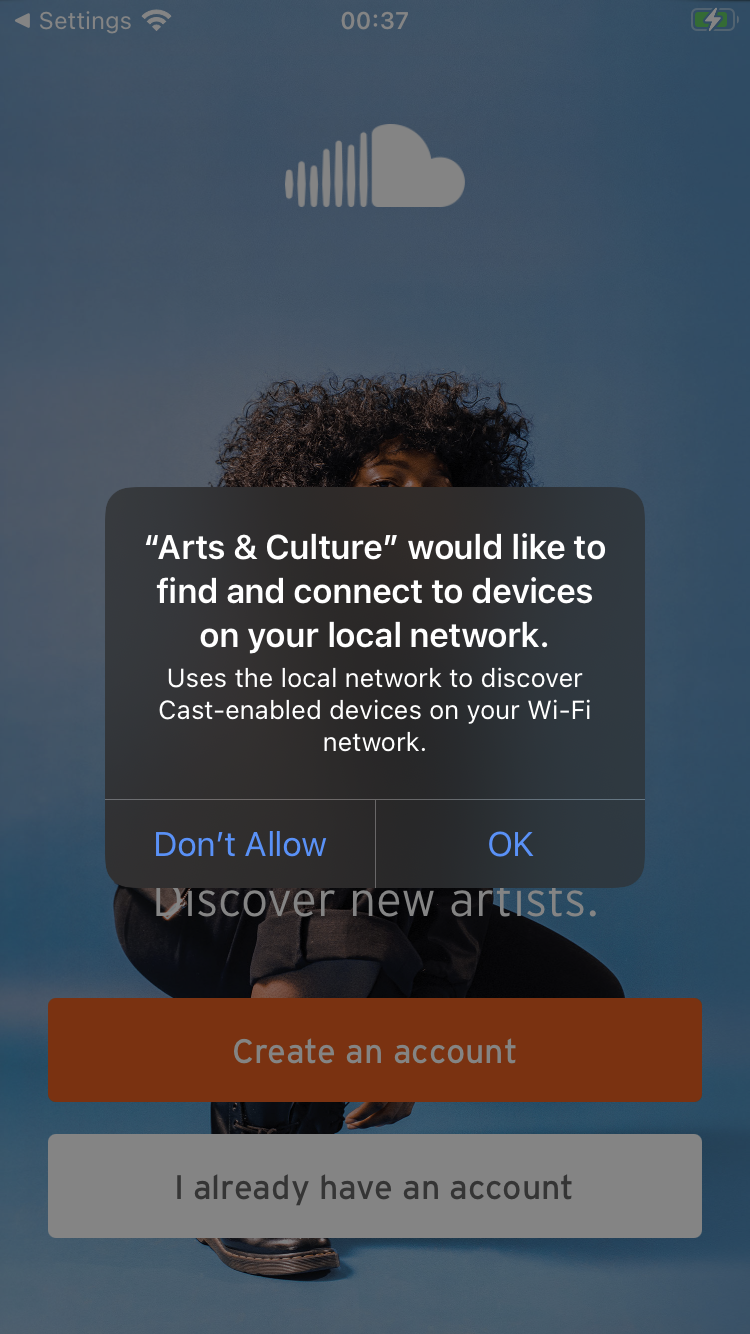 Settings
00:37
“Arts & Culture” would like to
find and connect to devices
on your local network.
Uses the local network to discover
Cast-enabled devices on your Wi-Fi
network.
Don’t Allow
OK
Discover new artists.
Create an account
I already have an account